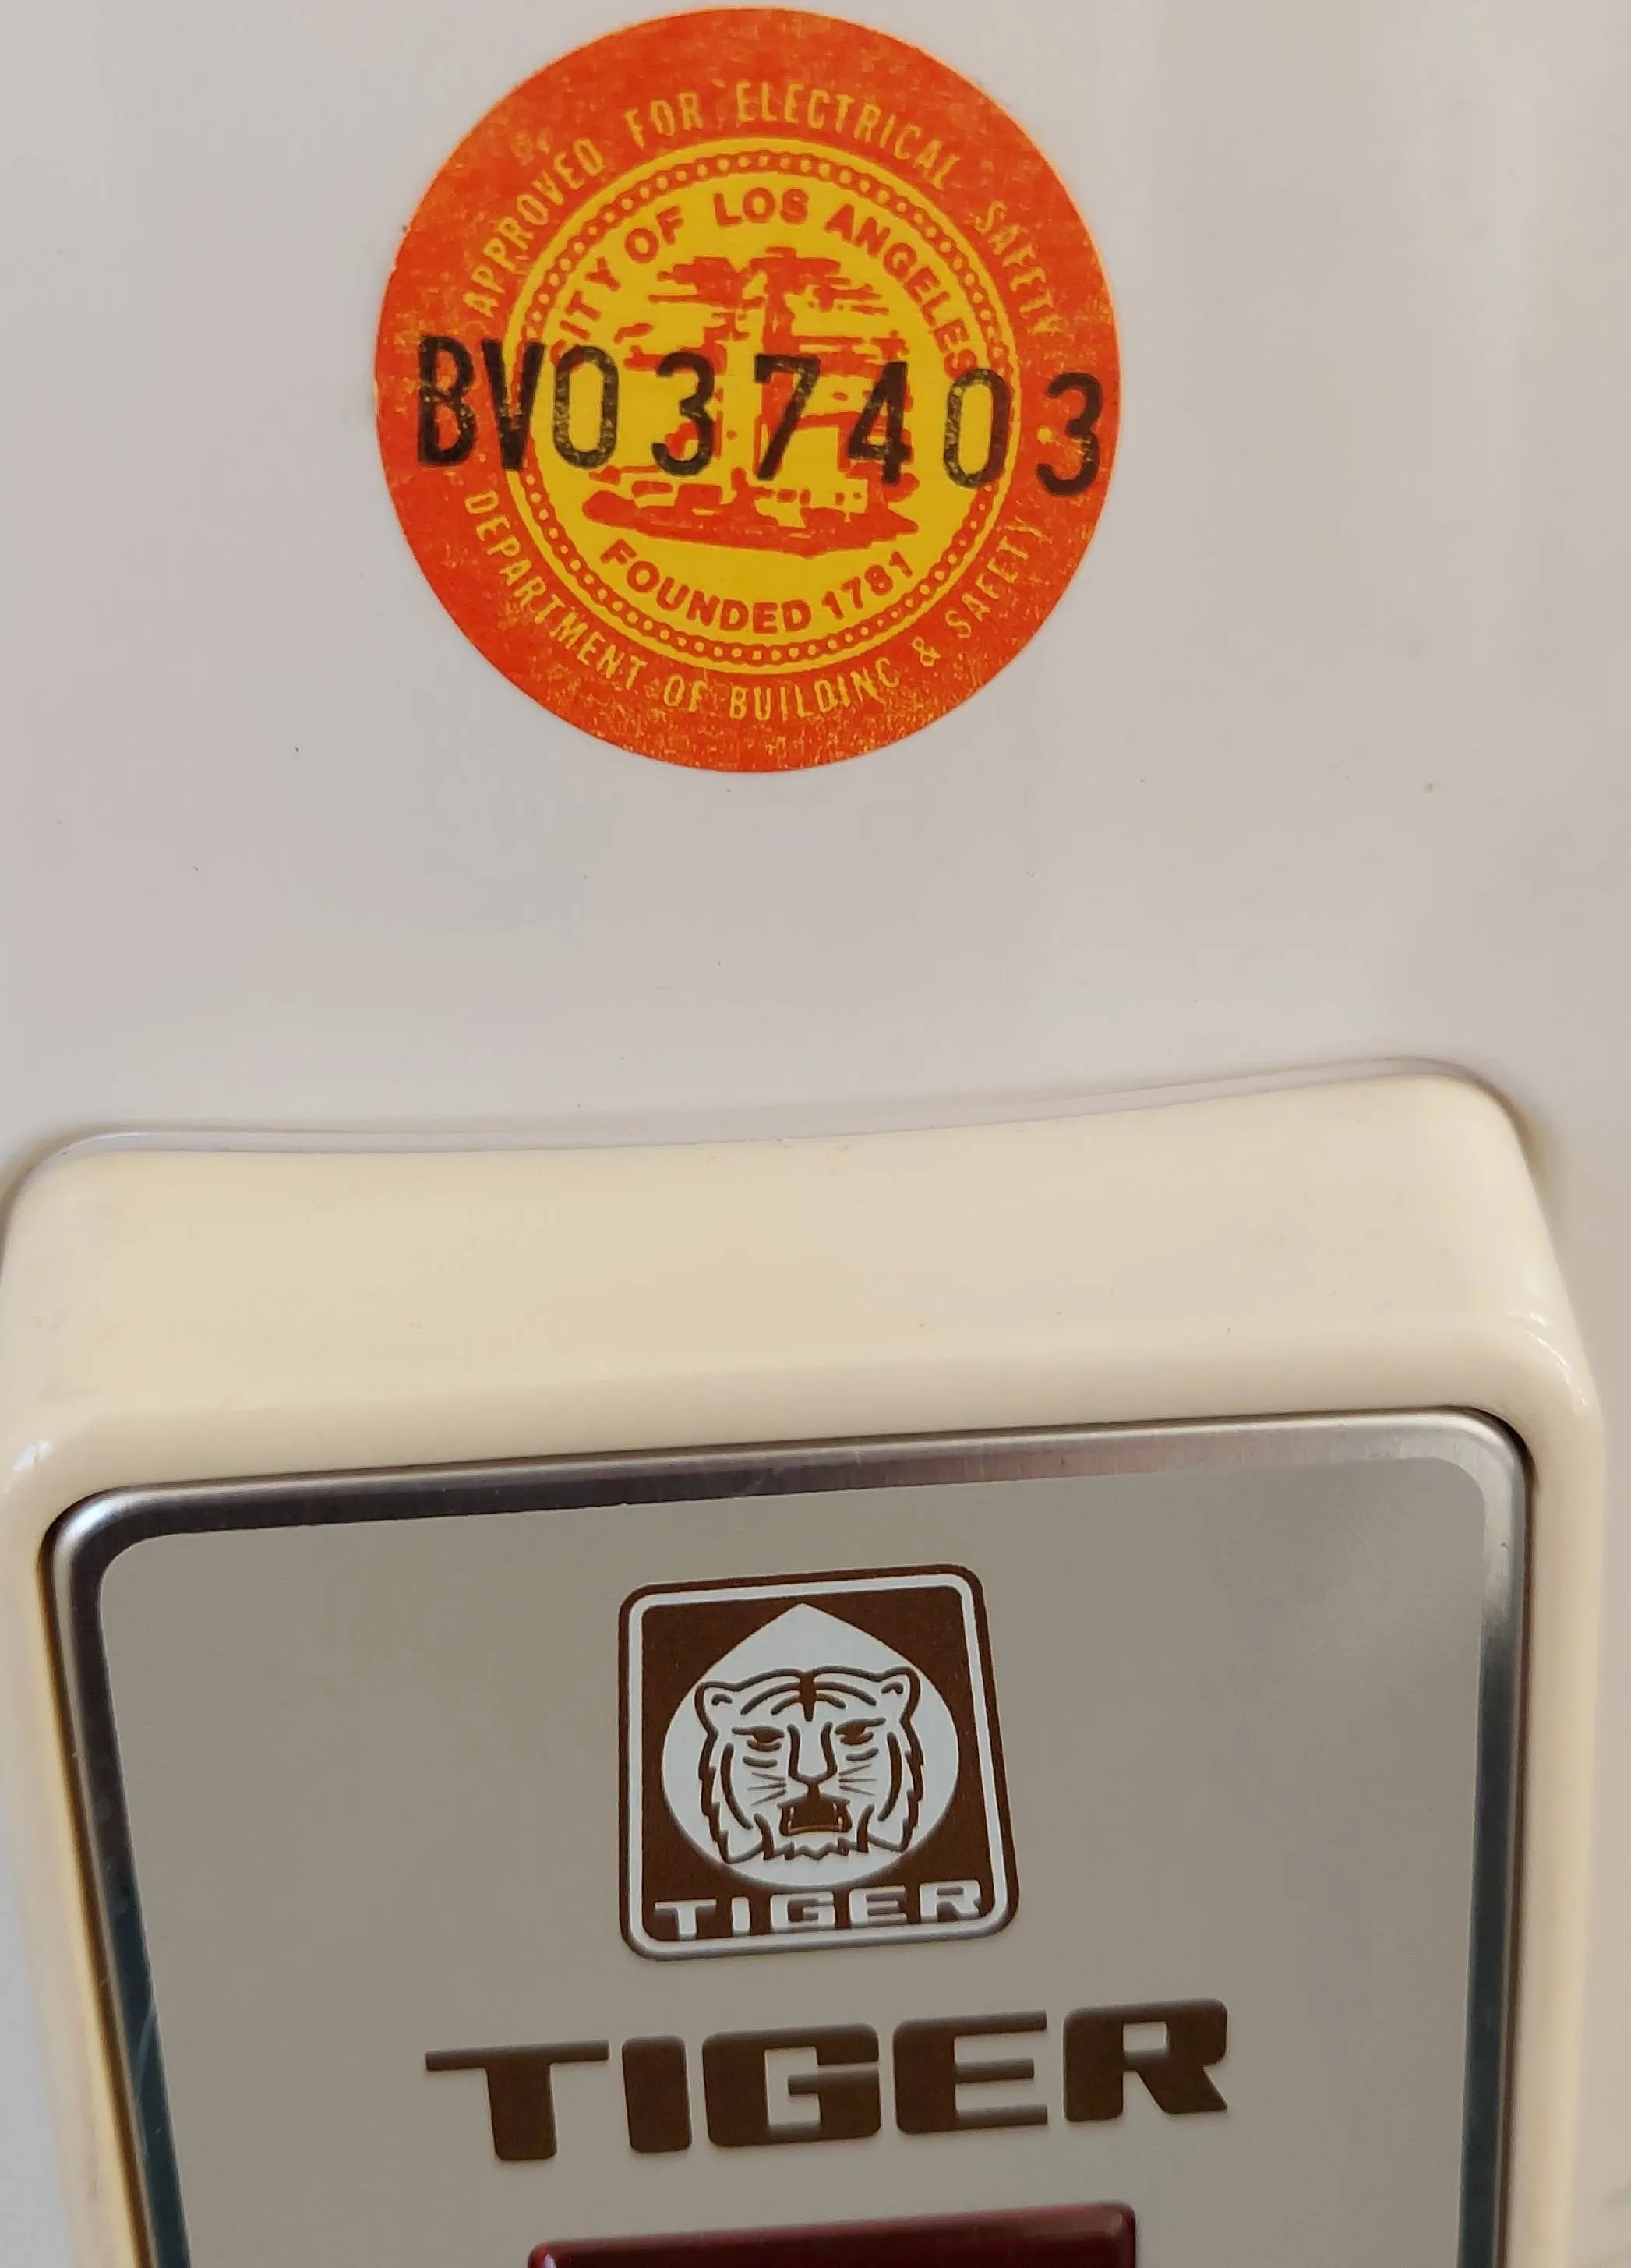 APPROVED FOR ELECTRICAL SAFETY
CITY OF LOS ANGELES
BV037403
FOUNDED 1781
DEPARTMENT OF BUILDING & SAFETY
TIGER
TIGER